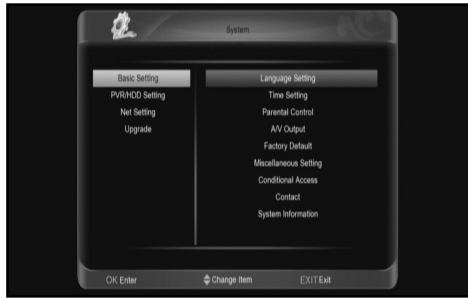 System
Basic Setting
PVR/HDD Setting
Net Setting
Upgrade
Language Setting
Time Setting
Parental Control
A/V Output
Factory Default
Miscellaneous Setting
Conditional Access
Contact
System Information
OK Enter
Change Item
EXIT Exit